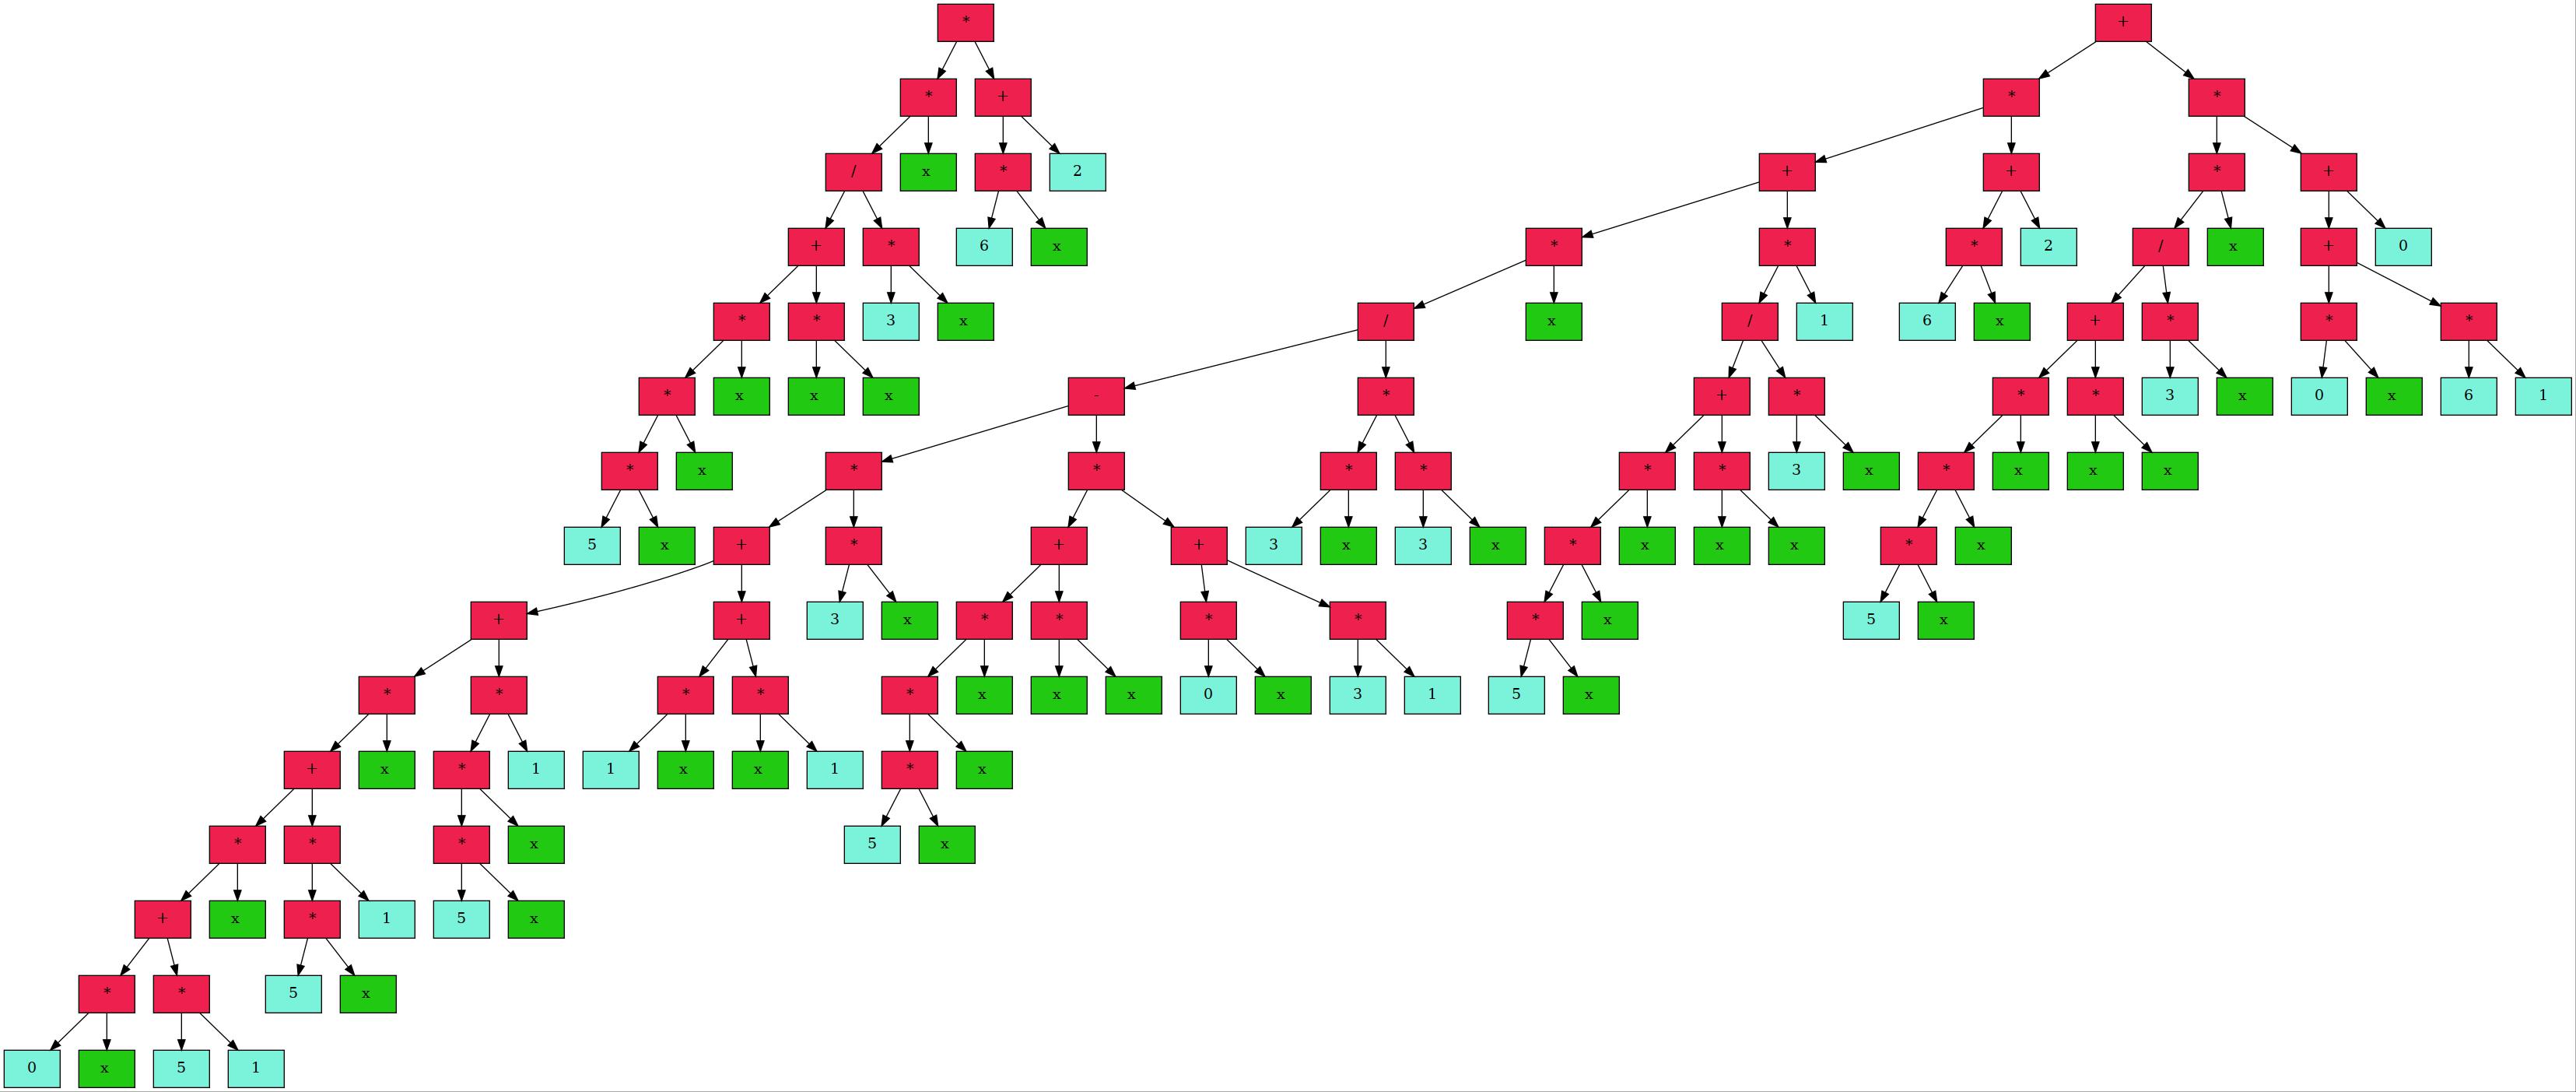 * +
* + * *
/ x * 2 + + * +
+ * 6 x * * * 2 / x + 0
* * 3 x / x / 1 6 x + * * *
* x x x - * + * * * 3 x 0 x 6 1
* x * * * * * * 3 x * x x x
5 x + * + + 3 x 3 x * x x x * x
+ + 3 x * * * * * x 5 x
* * * * * x x x 0 x 3 1 5 x
+ x * 1 1 x x 1 * x
* * * x 5 x
+ x * 1 5 x
* * 5 x
0 x 5 1